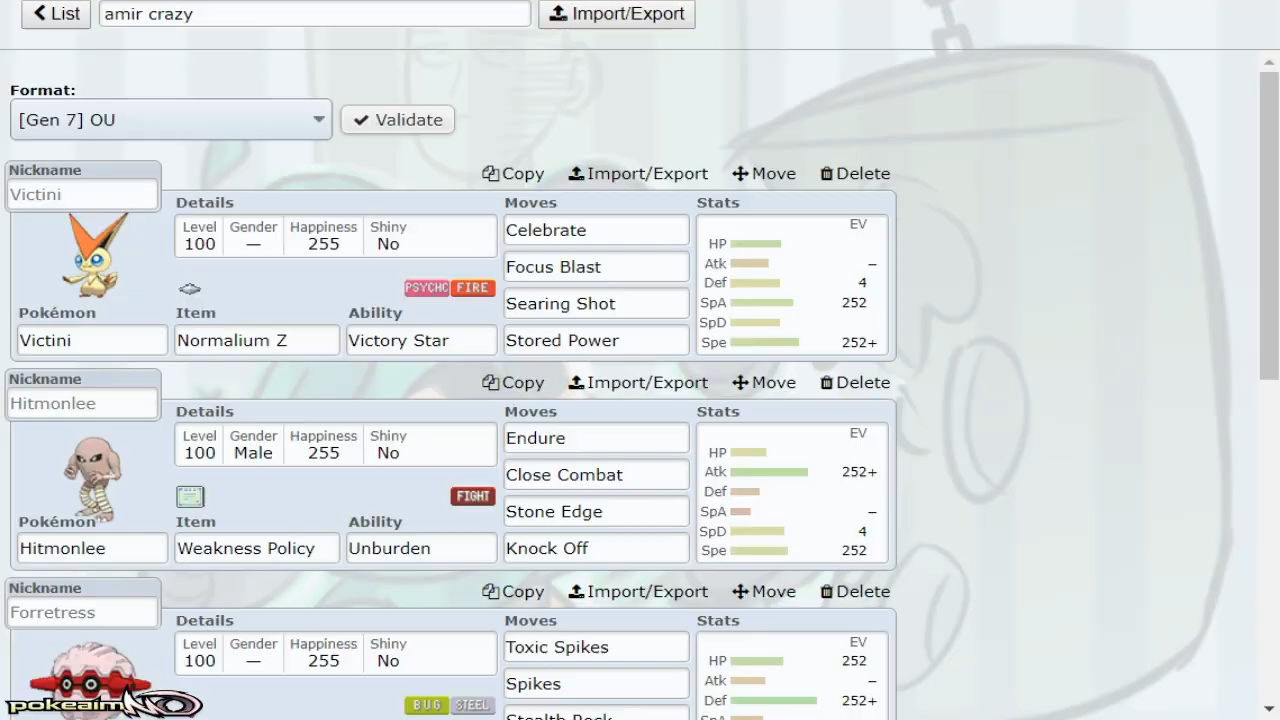 List
amir crazy
Import/Export
Format:
[Gen 7] OU
Validate
Nickname
Victini
Copy Import/Export Move Delete
Details Moves Stats
Level Gender Happiness Shiny
100 — 255 No
PSYCHC FIRE
Pokémon Item Ability
Victini Normalium Z Victory Star
Celebrate
Focus Blast
Searing Shot
Stored Power
EV
HP
Atk –
Def 4
SpA 252
SpD
Spe 252+
Nickname
Hitmonlee
Copy Import/Export Move Delete
Details Moves Stats
Level Gender Happiness Shiny
100 Male 255 No
FIGHT
Pokémon Item Ability
Hitmonlee Weakness Policy Unburden
Endure
Close Combat
Stone Edge
Knock Off
EV
HP
Atk 252+
Def
SpA –
SpD 4
Spe 252
Nickname
Forretress
Copy Import/Export Move Delete
Details Moves Stats
Level Gender Happiness Shiny
100 — 255 No
BUG STEEL
Toxic Spikes
Spikes
Stealth Rock
EV
HP 252
Atk –
Def 252+
SpA
pokeaimMD